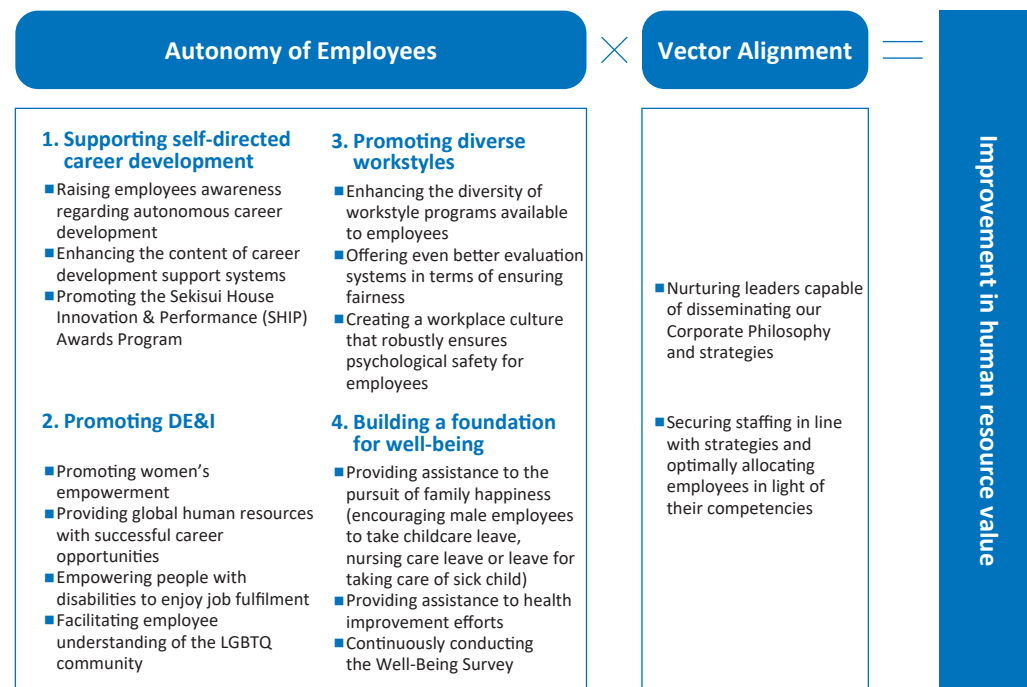 Autonomy of Employees
Vector Alignment
1. Supporting self-directed
career development
■Raising employees awareness
regarding autonomous career
development
■Enhancing the content of career
development support systems
■Promoting the Sekisui House
Innovation & Performance (SHIP)
Awards Program
2. Promoting DE&I
■Promoting women’s
empowerment
■Providing global human resources
with successful career
opportunities
■Empowering people with
disabilities to enjoy job fulfilment
■Facilitating employee
understanding of the LGBTQ
community
3. Promoting diverse
workstyles
■Enhancing the diversity of
workstyle programs available
to employees
■Offering even better evaluation
systems in terms of ensuring
fairness
■Creating a workplace culture
that robustly ensures
psychological safety for
employees
4. Building a foundation
for well-being
■Providing assistance to the
pursuit of family happiness
(encouraging male employees
to take childcare leave,
nursing care leave or leave for
taking care of sick child)
■Providing assistance to health
improvement efforts
■Continuously conducting
the Well-Being Survey
■Nurturing leaders capable
of disseminating our
Corporate Philosophy
and strategies
■Securing staffing in line
with strategies and
optimally allocating
employees in light of
their competencies
Improvement in human resource value